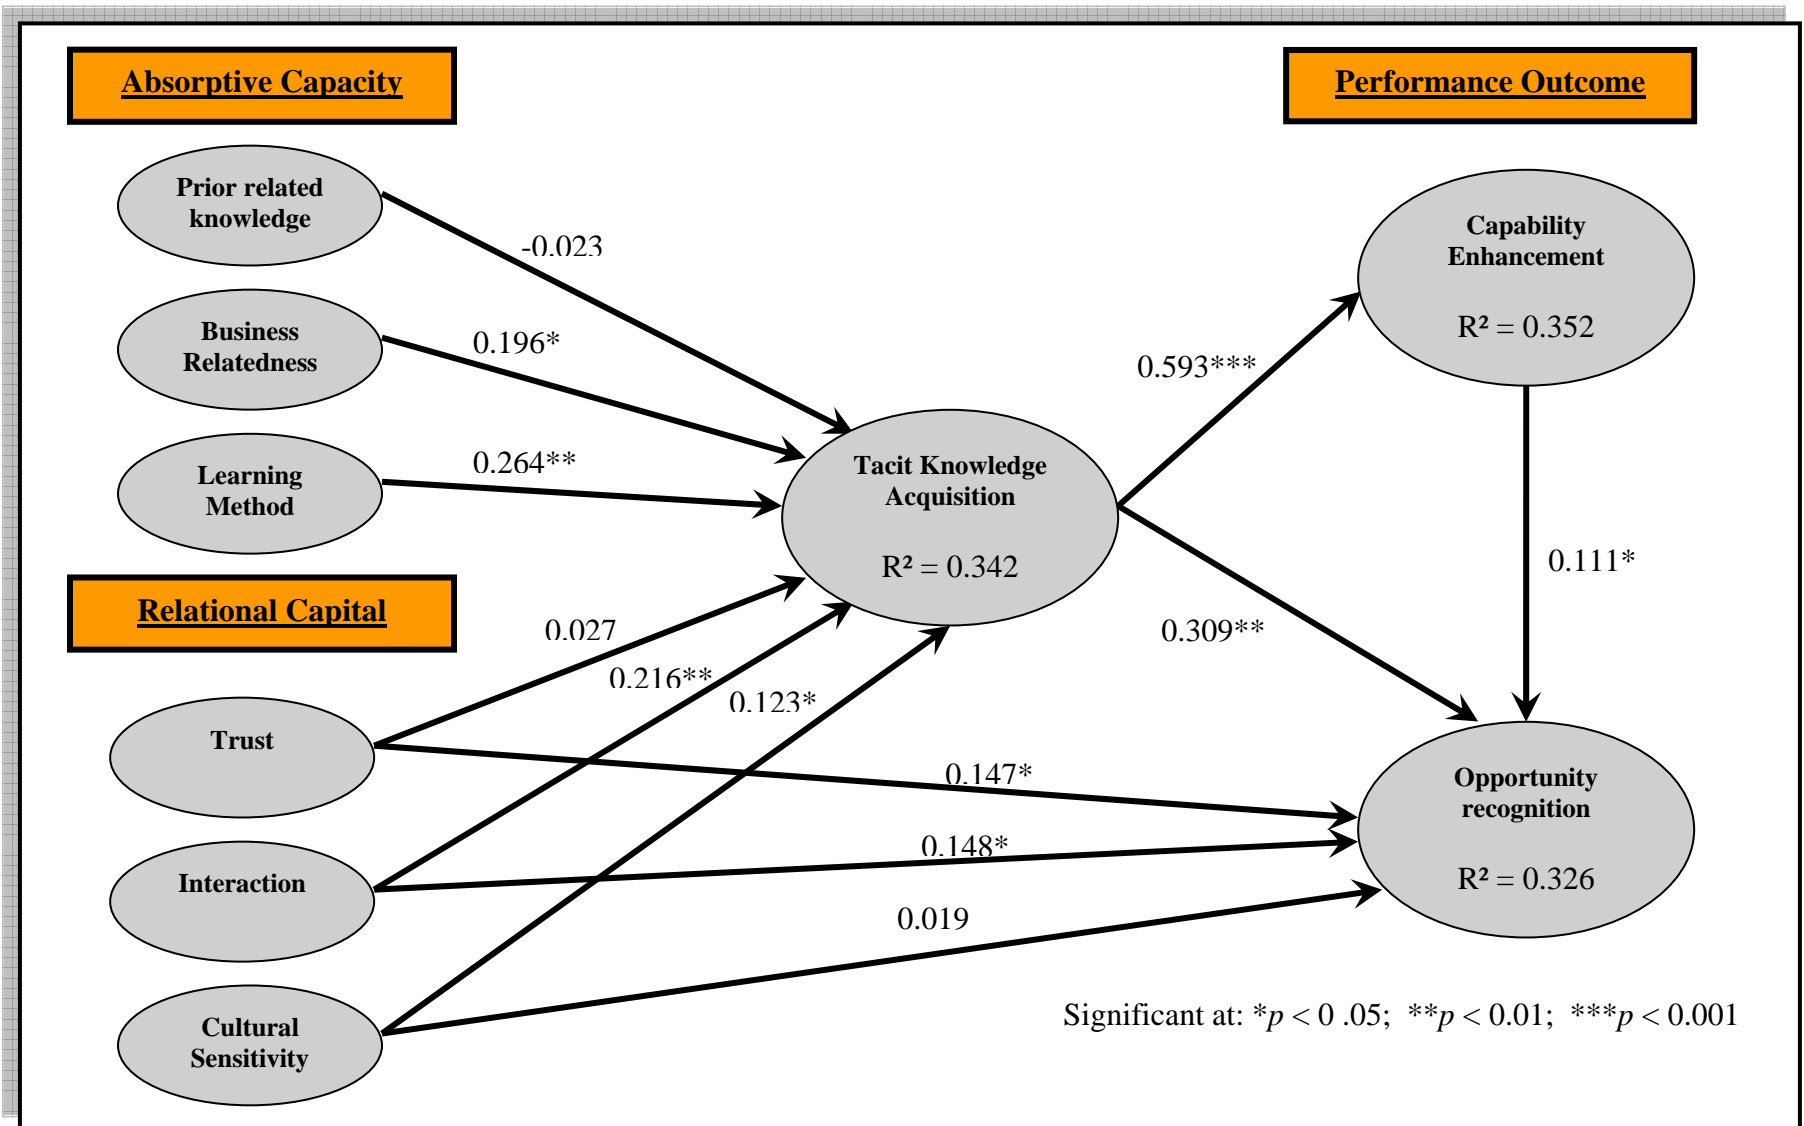 Absorptive Capacity
Performance Outcome
Prior related
knowledge
-0.023
Business
Relatedness
0.196*
Learning
Method
0.264**
Capability
Enhancement
R² = 0.352
0.593***
Tacit Knowledge
Acquisition
R² = 0.342
0.111*
Relational Capital
0.027
0.216**
0.123*
0.309**
Trust
0.147*
Interaction
0.148*
Opportunity
recognition
R² = 0.326
0.019
Cultural
Sensitivity
Significant at: *p < 0 .05; **p < 0.01; ***p < 0.001